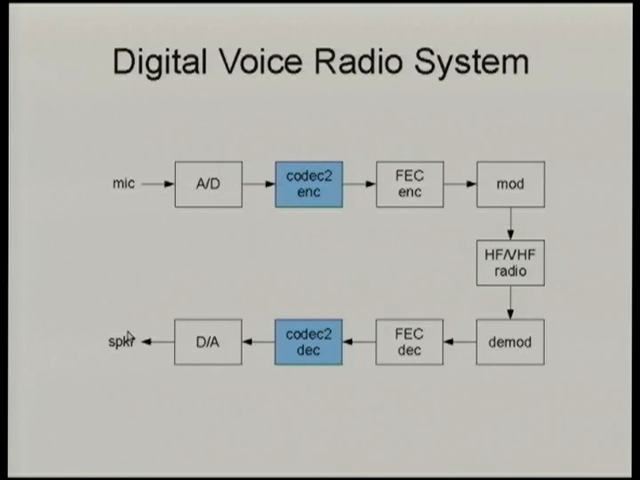 Digital Voice Radio System
mic
A/D
codec2
enc
FEC
enc
mod
HF/VHF
radio
spkr
D/A
codec2
dec
FEC
dec
demod